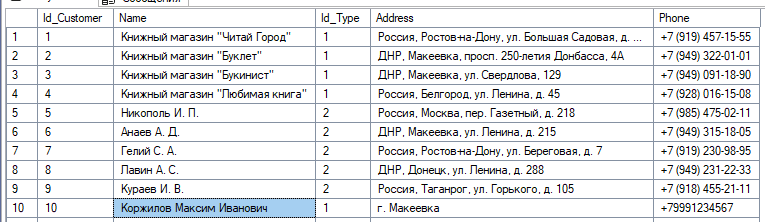 Сообщения
Id_Customer Name Id_Type Address Phone
1 1 Книжный магазин "Читай Город" 1 Россия, Ростов-на-Дону, ул. Большая Садовая, д. ... +7 (919) 457-15-55
2 2 Книжный магазин "Буклет" 1 ДНР, Макеевка, просп. 250-летия Донбасса, 4А +7 (949) 322-01-01
3 3 Книжный магазин "Букинист" 1 ДНР, Макеевка, ул. Свердлова, 129 +7 (949) 091-18-90
4 4 Книжный магазин "Любимая книга" 1 Россия, Белгород, ул. Ленина, д. 45 +7 (928) 016-15-08
5 5 Никополь И. П. 2 Россия, Москва, пер. Газетный, д. 218 +7 (985) 475-02-11
6 6 Анаев А. Д. 2 ДНР, Макеевка, ул. Ленина, д. 215 +7 (949) 315-18-05
7 7 Гелий С. А. 2 Россия, Ростов-на-Дону, ул. Береговая, д. 7 +7 (919) 230-98-95
8 8 Лавин А. С. 2 ДНР, Донецк, ул. Ленина, д. 288 +7 (949) 231-22-33
9 9 Кураев И. В. 2 Россия, Таганрог, ул. Горького, д. 105 +7 (918) 455-21-11
10 10 Коржилов Максим Иванович 1 г. Макеевка +79991234567